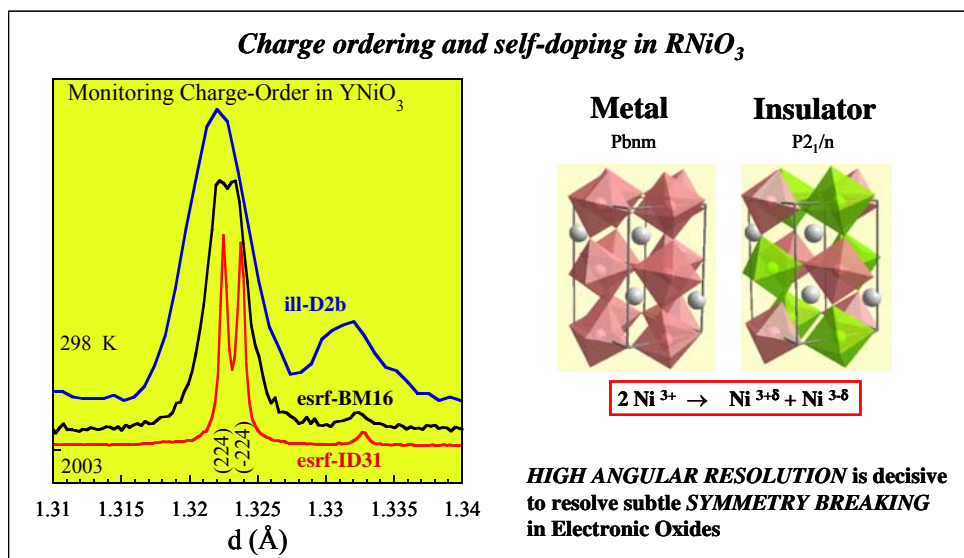 Charge ordering and self-doping in RNiO₃
Monitoring Charge-Order in YNiO₃
ill-D2b
298 K
esrf-BM16
(224)
(-224)
esrf-ID31
2003
1.31 1.315 1.32 1.325 1.33 1.335 1.34
d (Å)
Metal Insulator
Pbnm P2₁/n
2 Ni ³⁺ → Ni ³⁺ᵟ + Ni ³⁻ᵟ
HIGH ANGULAR RESOLUTION is decisive
to resolve subtle SYMMETRY BREAKING
in Electronic Oxides